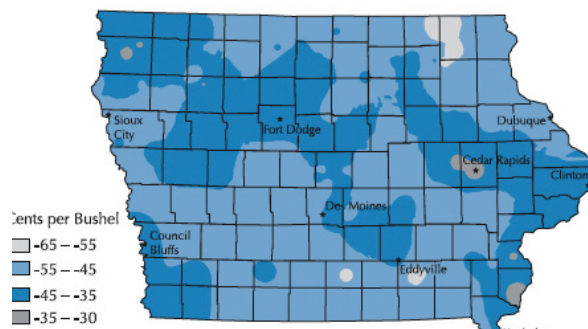 Sioux
City
Fort Dodge
Dubuque
Cedar Rapids
Clinton
Des Moines
Cents per Bushel
Council
Bluffs
Eddyville
-65 – -55
-55 – -45
-45 – -35
-35 – -30